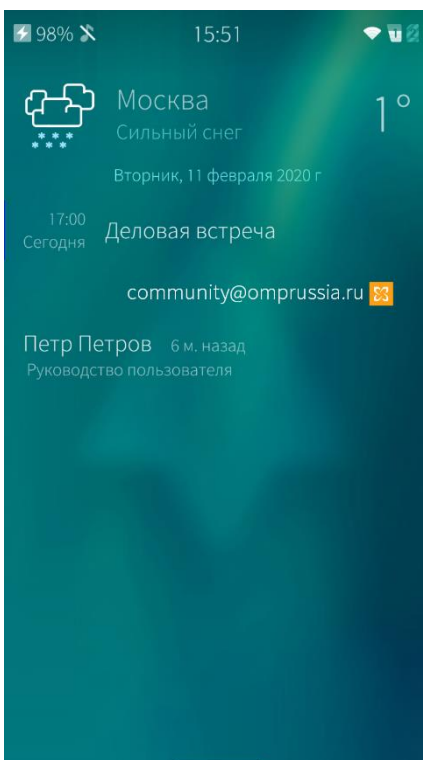 98% 15:51
Москва 1°
Сильный снег
Вторник, 11 февраля 2020 г
17:00
Сегодня
Деловая встреча
community@omprussia.ru
Петр Петров 6 м. назад
Руководство пользователя